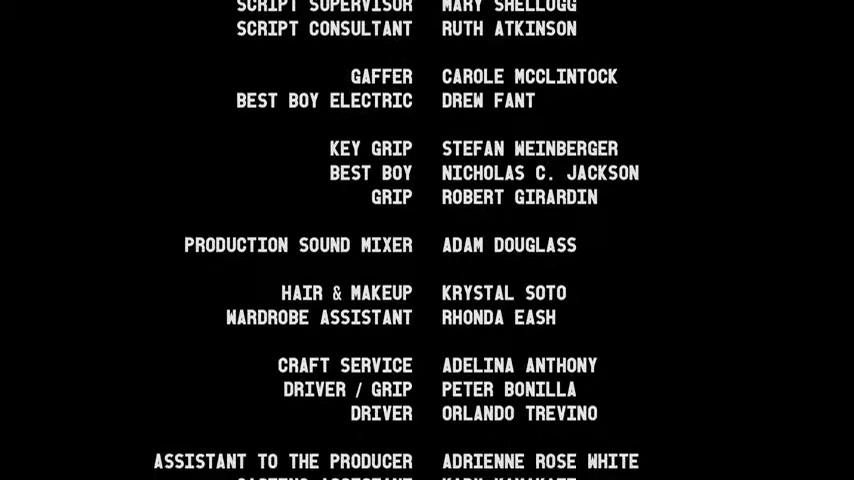 SCRIPT SUPERVISOR MARY SHELLOGG
SCRIPT CONSULTANT RUTH ATKINSON
GAFFER CAROLE MCCLINTOCK
BEST BOY ELECTRIC DREW FANT
KEY GRIP STEFAN WEINBERGER
BEST BOY NICHOLAS C. JACKSON
GRIP ROBERT GIRARDIN
PRODUCTION SOUND MIXER ADAM DOUGLASS
HAIR & MAKEUP KRYSTAL SOTO
WARDROBE ASSISTANT RHONDA EASH
CRAFT SERVICE ADELINA ANTHONY
DRIVER / GRIP PETER BONILLA
DRIVER ORLANDO TREVINO
ASSISTANT TO THE PRODUCER ADRIENNE ROSE WHITE
CASTING ASSISTANT